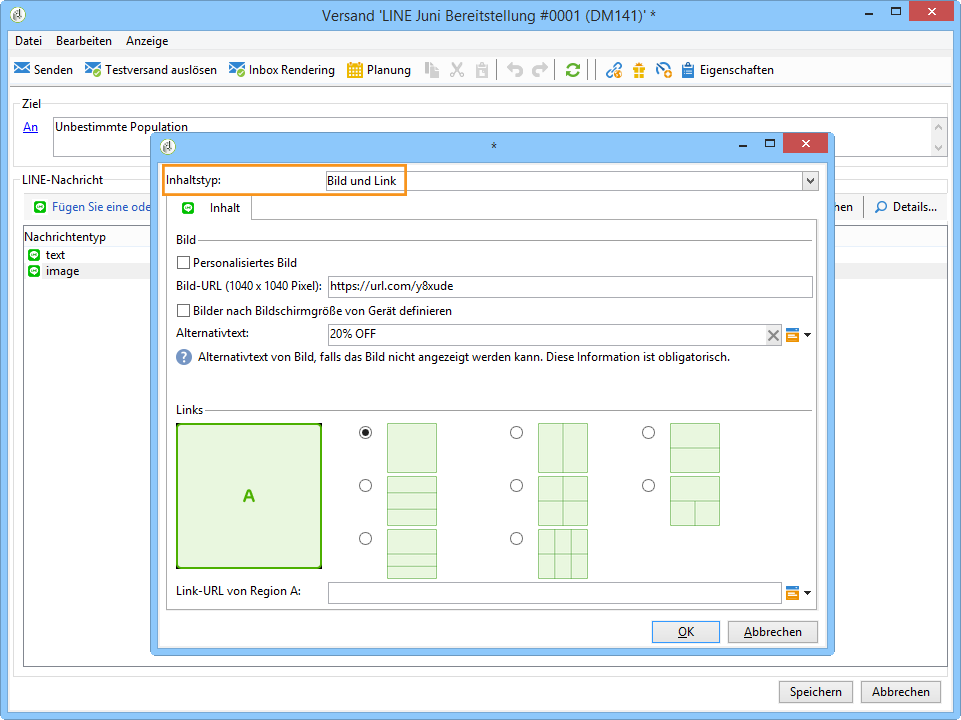 Versand 'LINE Juni Bereitstellung #0001 (DM141)' *
Datei Bearbeiten Anzeige
Senden Testversand auslösen Inbox Rendering Planung Eigenschaften
Ziel
An Unbestimmte Population
*
LINE-Nachricht
Inhaltstyp: Bild und Link
Fügen Sie eine ode hen Details...
Inhalt
Nachrichtentyp
Bild
text
Personalisiertes Bild
image
Bild-URL (1040 x 1040 Pixel): https://url.com/y8xude
Bilder nach Bildschirmgröße von Gerät definieren
Alternativtext: 20% OFF
? Alternativtext von Bild, falls das Bild nicht angezeigt werden kann. Diese Information ist obligatorisch.
Links
A
Link-URL von Region A:
OK Abbrechen
Speichern Abbrechen